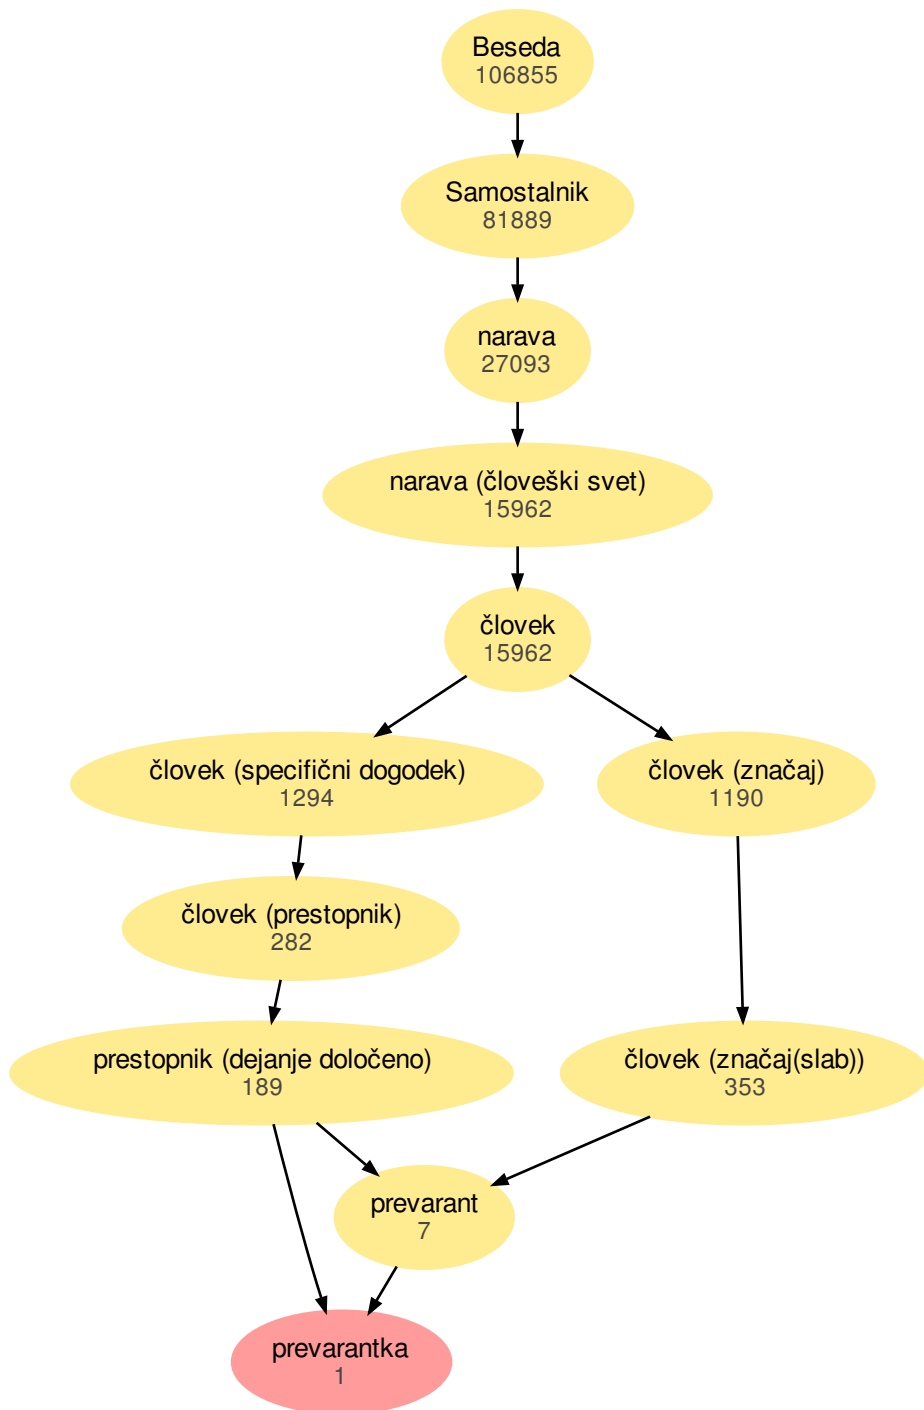 Beseda
106855
Samostalnik
81889
narava
27093
narava (človeški svet)
15962
človek
15962
človek (specifični dogodek)
1294
človek (značaj)
1190
človek (prestopnik)
282
prestopnik (dejanje določeno)
189
človek (značaj(slab))
353
prevarant
7
prevarantka
1